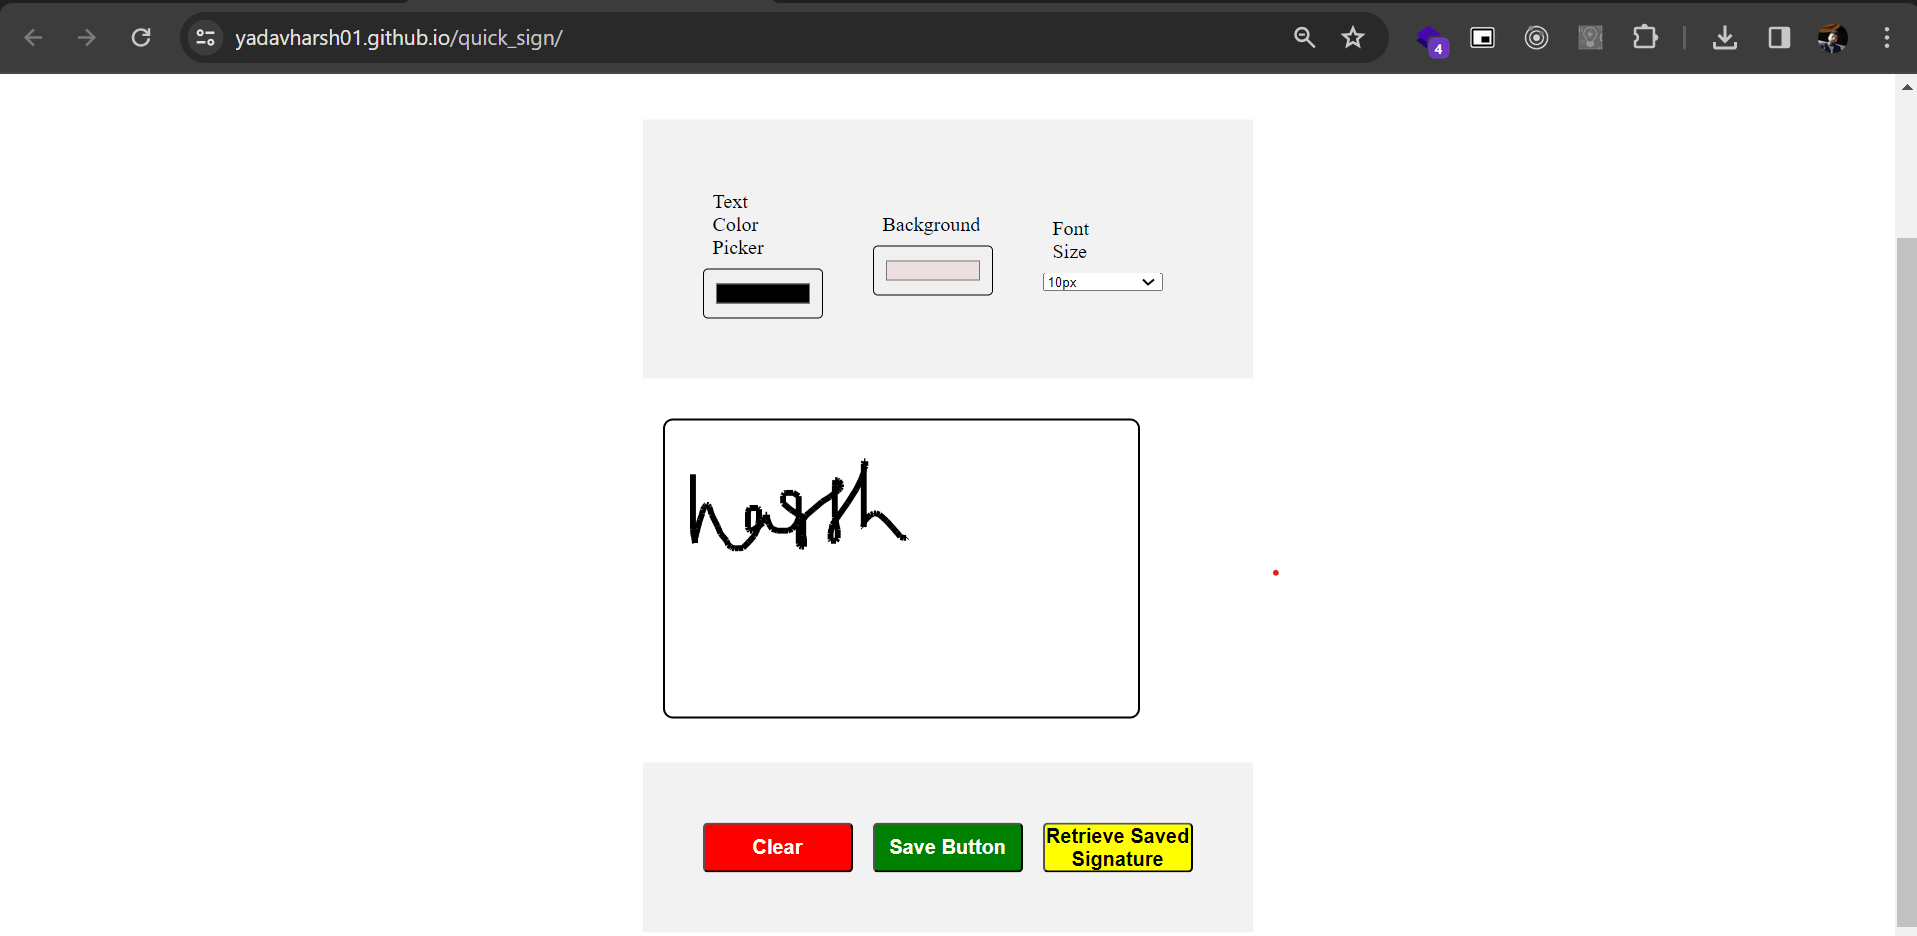 yadavharsh01.github.io/quick_sign/
4
Text
Color
Picker
Background
Font
Size
10px
harsh
Clear
Save Button
Retrieve Saved
Signature